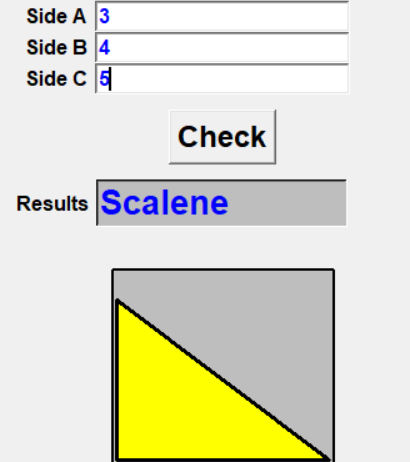 Side A 3
Side B 4
Side C 5
Check
Results Scalene